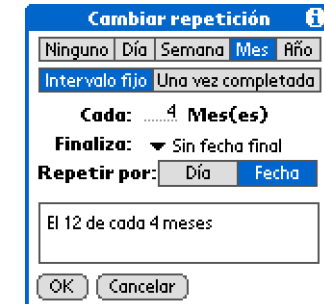 Cambiar repetición
Ninguno Día Semana Mes Año
Intervalo fijo Una vez completada
Cada: 4 Mes(es)
Finaliza: Sin fecha final
Repetir por: Día Fecha
El 12 de cada 4 meses
OK Cancelar